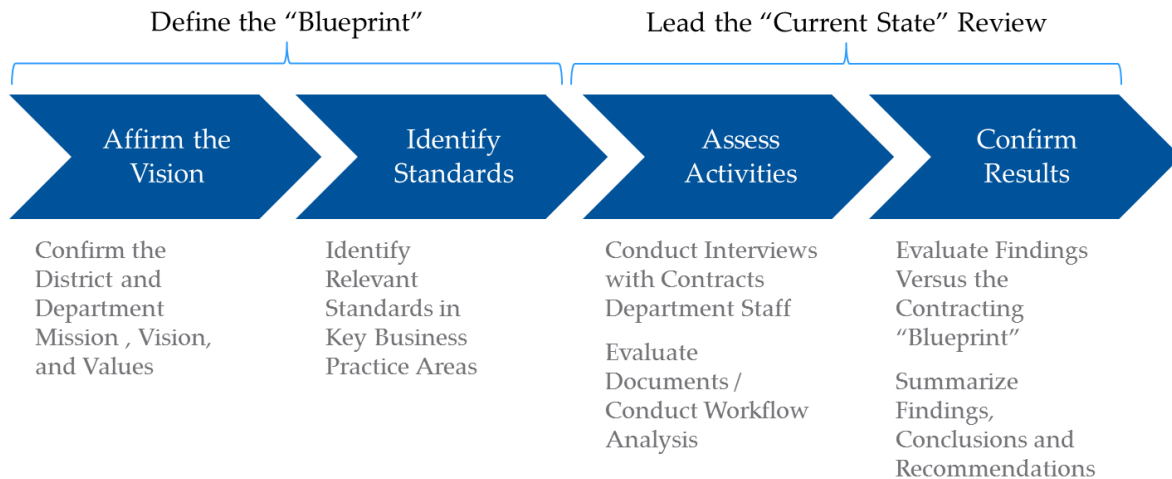 Define the “Blueprint”
Lead the “Current State” Review
Affirm the
Vision
Identify
Standards
Assess
Activities
Confirm
Results
Confirm the
District and
Department
Mission , Vision,
and Values
Identify
Relevant
Standards in
Key Business
Practice Areas
Conduct Interviews
with Contracts
Department Staff
Evaluate
Documents /
Conduct Workflow
Analysis
Evaluate Findings
Versus the
Contracting
“Blueprint”
Summarize
Findings,
Conclusions and
Recommendations